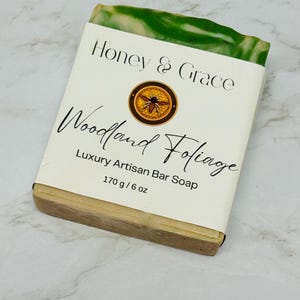 Honey & Grace
Woodland Foliage
Luxury Artisan Bar Soap
170 g / 6 oz